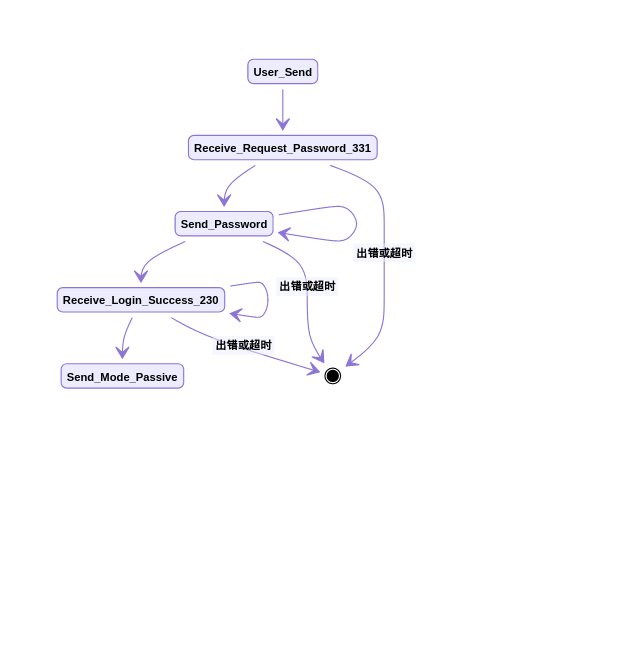 User_Send
Receive_Request_Password_331
Send_Password
出错或超时
出错或超时
Receive_Login_Success_230
出错或超时
Send_Mode_Passive